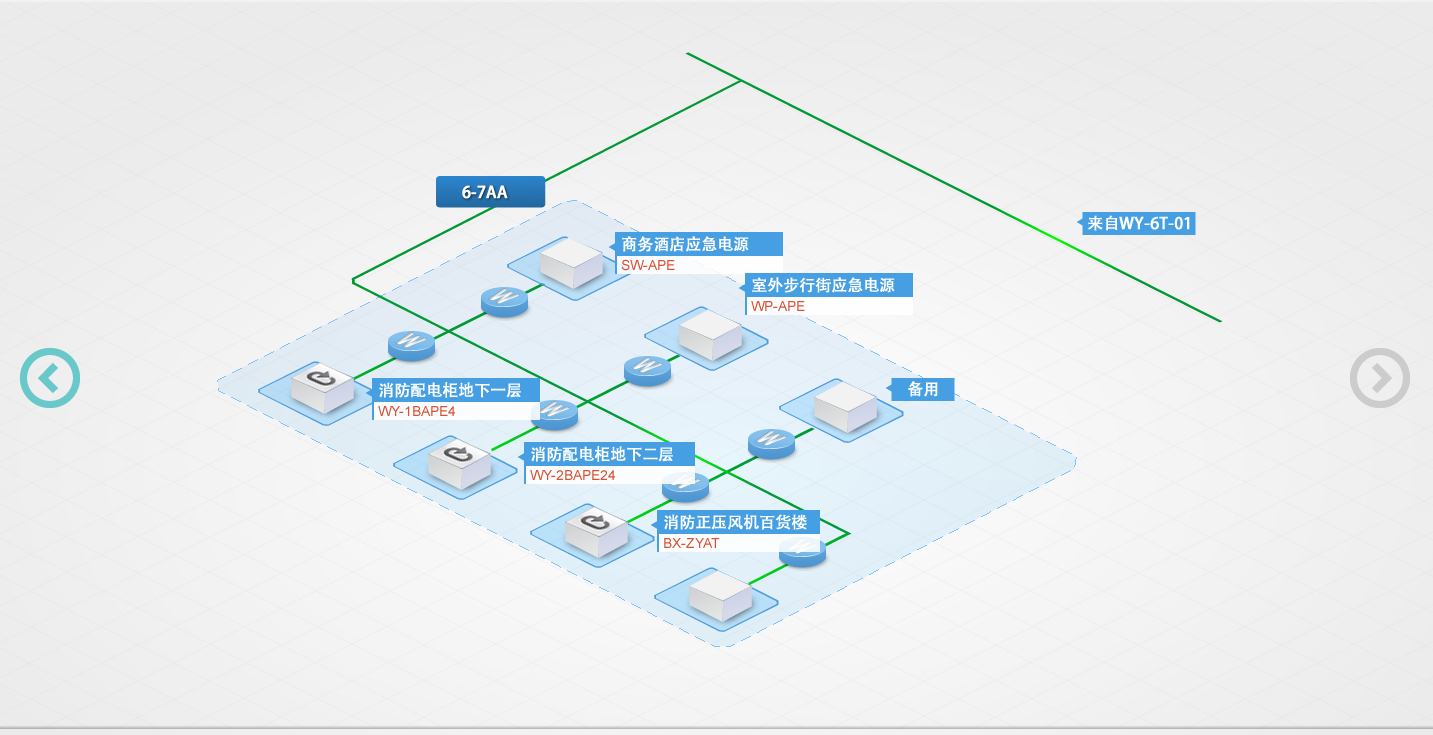 6-7AA
来自WY-6T-01
商务酒店应急电源
SW-APE
室外步行街应急电源
WP-APE
W
W
W
消防配电柜地下一层
WY-1BAPE4
备用
W
W
消防配电柜地下二层
WY-2BAPE24
W
消防正压风机百货楼
BX-ZYAT
W